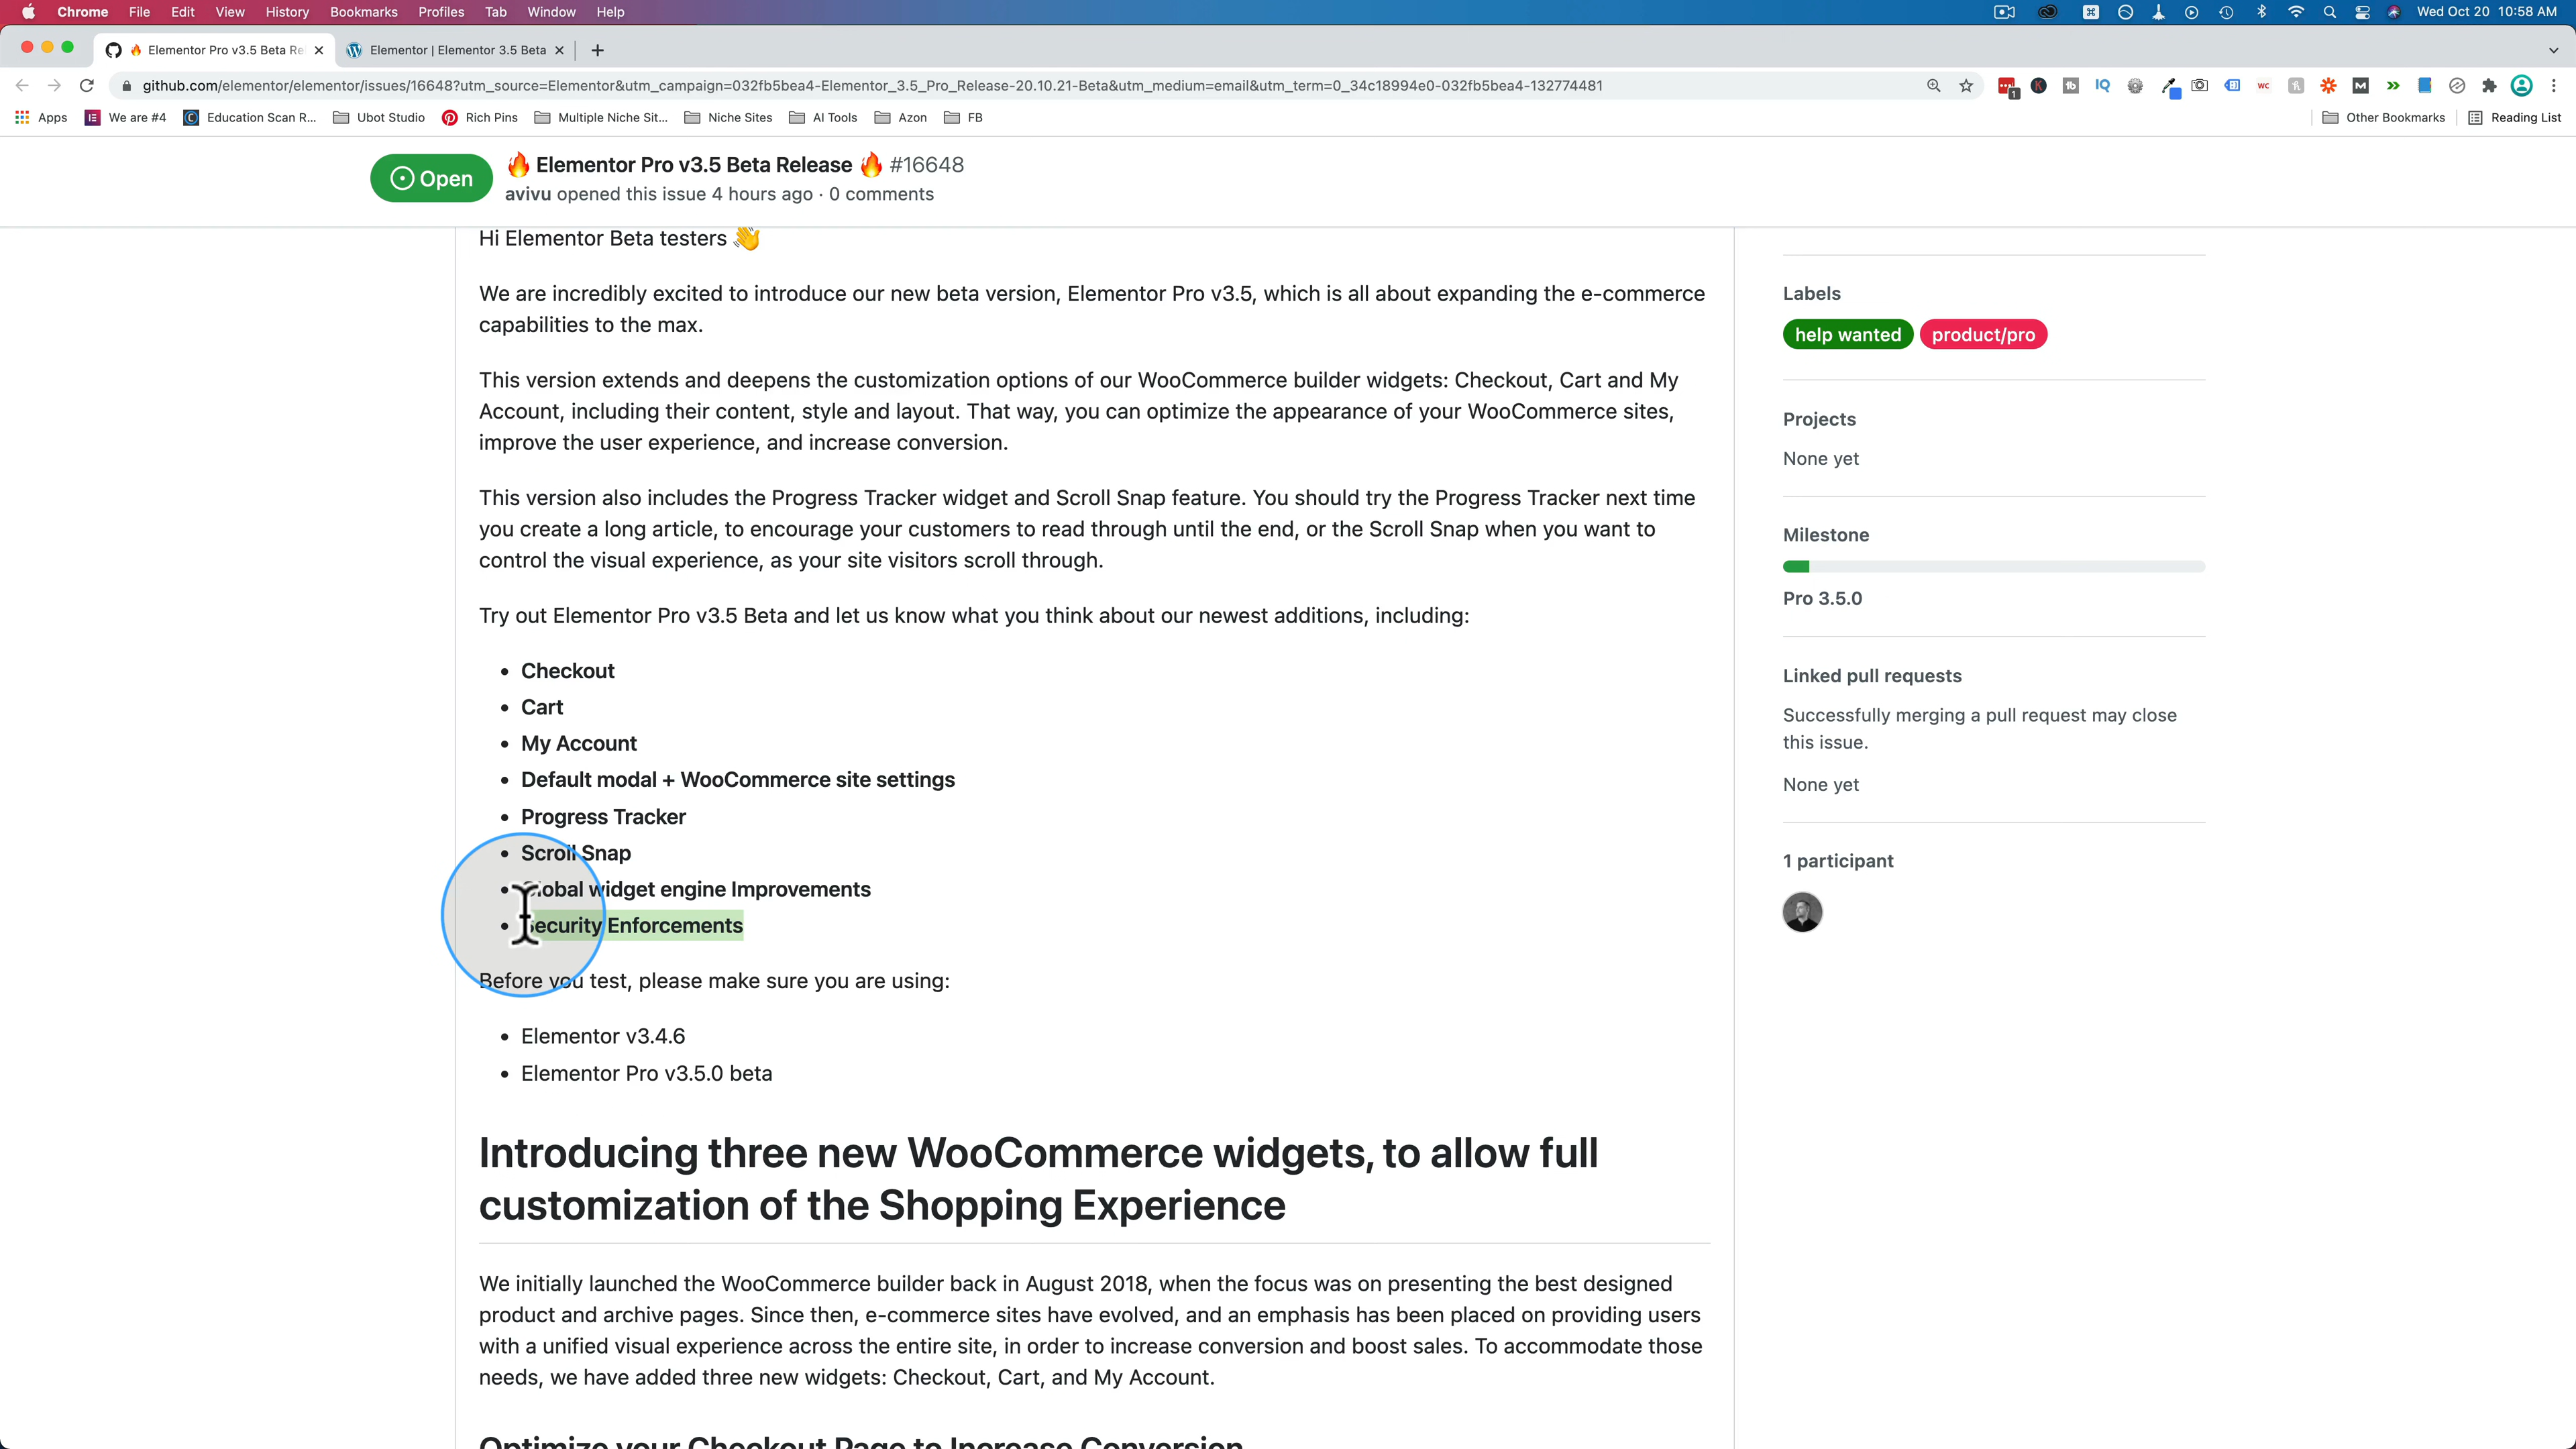 Chrome File Edit View History Bookmarks Profiles Tab Window Help Wed Oct 20 10:58 AM
🔥 Elementor Pro v3.5 Beta Re Elementor | Elementor 3.5 Beta
github.com/elementor/elementor/issues/16648?utm_source=Elementor&utm_campaign=032fb5bea4-Elementor_3.5_Pro_Release-20.10.21-Beta&utm_medium=email&utm_term=0_34c18994e0-032fb5bea4-132774481
Apps We are #4 Education Scan R... Ubot Studio Rich Pins Multiple Niche Sit... Niche Sites AI Tools Azon FB Other Bookmarks Reading List
Open
🔥 Elementor Pro v3.5 Beta Release 🔥 #16648
avivu opened this issue 4 hours ago · 0 comments
Hi Elementor Beta testers 👋
We are incredibly excited to introduce our new beta version, Elementor Pro v3.5, which is all about expanding the e-commerce
capabilities to the max.
This version extends and deepens the customization options of our WooCommerce builder widgets: Checkout, Cart and My
Account, including their content, style and layout. That way, you can optimize the appearance of your WooCommerce sites,
improve the user experience, and increase conversion.
This version also includes the Progress Tracker widget and Scroll Snap feature. You should try the Progress Tracker next time
you create a long article, to encourage your customers to read through until the end, or the Scroll Snap when you want to
control the visual experience, as your site visitors scroll through.
Try out Elementor Pro v3.5 Beta and let us know what you think about our newest additions, including:
• Checkout
• Cart
• My Account
• Default modal + WooCommerce site settings
• Progress Tracker
• Scroll Snap
• Global widget engine Improvements
• Security Enforcements
Before you test, please make sure you are using:
• Elementor v3.4.6
• Elementor Pro v3.5.0 beta
Introducing three new WooCommerce widgets, to allow full
customization of the Shopping Experience
We initially launched the WooCommerce builder back in August 2018, when the focus was on presenting the best designed
product and archive pages. Since then, e-commerce sites have evolved, and an emphasis has been placed on providing users
with a unified visual experience across the entire site, in order to increase conversion and boost sales. To accommodate those
needs, we have added three new widgets: Checkout, Cart, and My Account.
Optimize your Checkout Page to Increase Conversion
Labels
help wanted product/pro
Projects
None yet
Milestone
Pro 3.5.0
Linked pull requests
Successfully merging a pull request may close
this issue.
None yet
1 participant